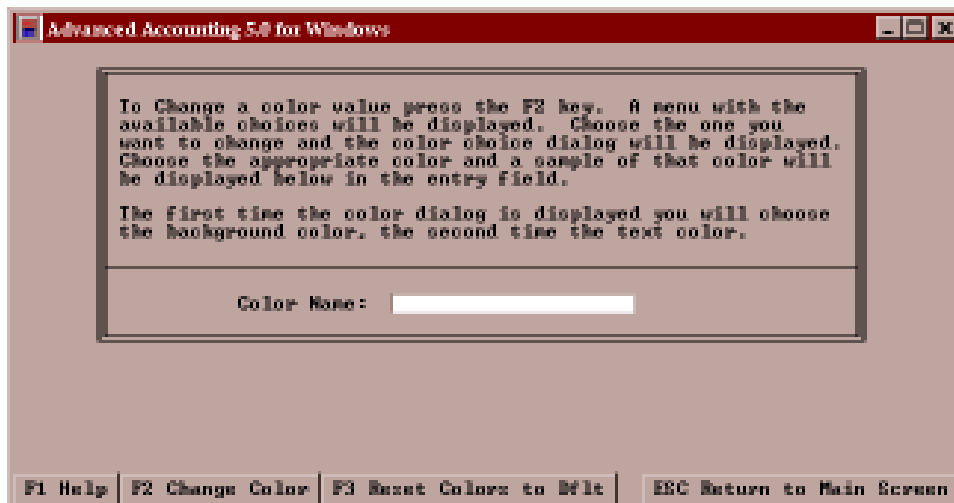 Advanced Accounting 5.0 for Windows
To Change a color value press the F2 key.  A menu with the
available choices will be displayed.  Choose the one you
want to change and the color choice dialog will be displayed.
Choose the appropriate color and a sample of that color will
be displayed below in the entry field.
The first time the color dialog is displayed you will choose
the background color, the second time the text color.
Color Name:
F1 Help F2 Change Color F3 Reset Colors to Dflt ESC Return to Main Screen